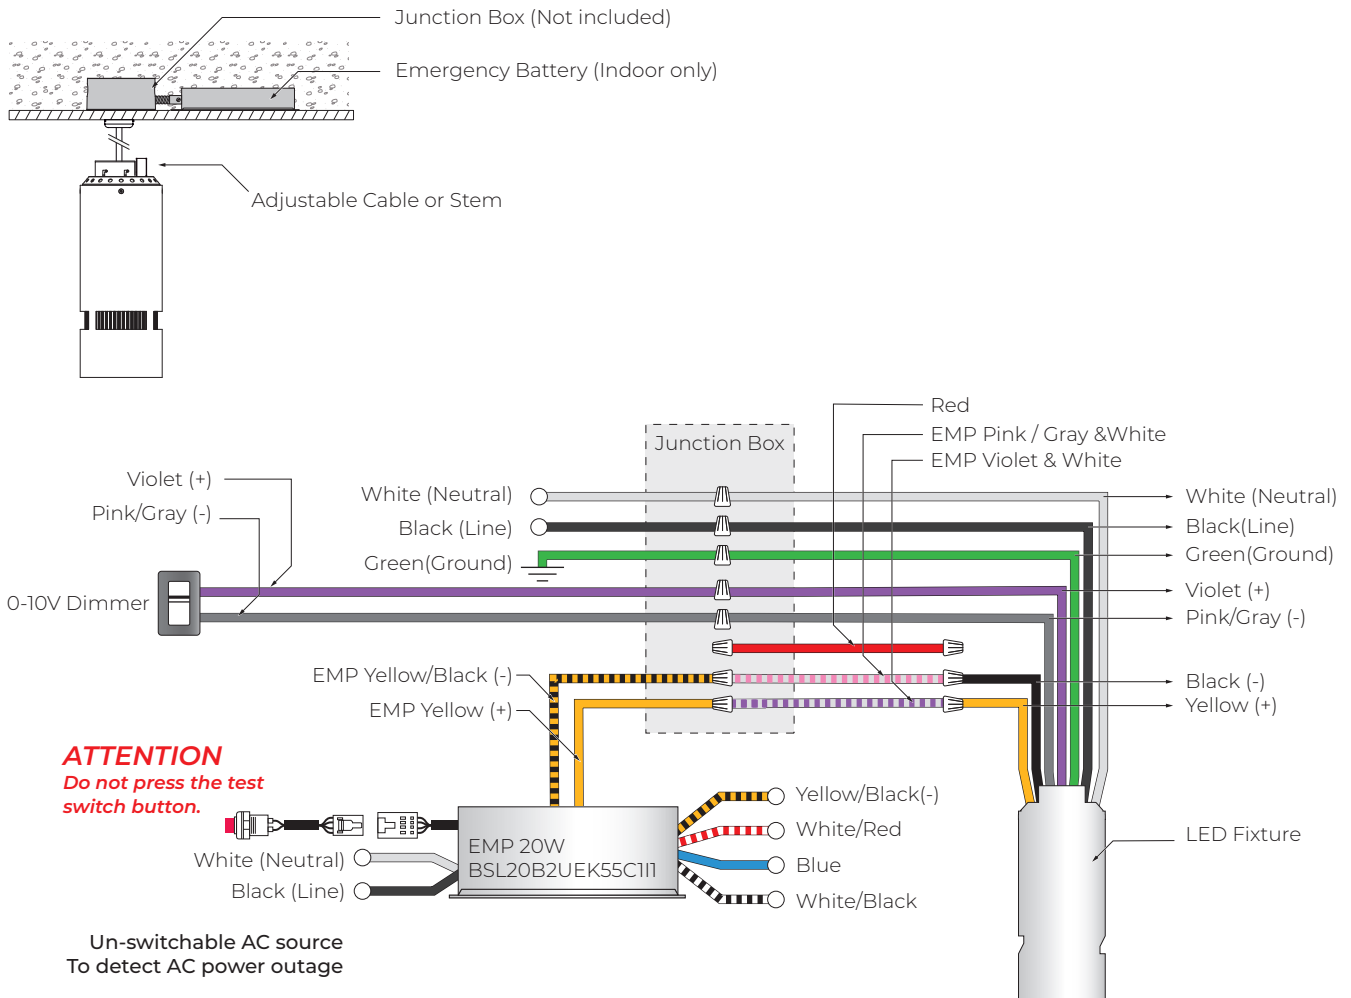 Junction Box (Not included)
Emergency Battery (Indoor only)
Adjustable Cable or Stem
Red
EMP Pink / Gray &White
EMP Violet & White
Junction Box
Violet (+)
Pink/Gray (-)
White (Neutral)
Black (Line)
Green(Ground)
White (Neutral)
Black(Line)
Green(Ground)
Violet (+)
Pink/Gray (-)
0-10V Dimmer
EMP Yellow/Black (-)
EMP Yellow (+)
Black (-)
Yellow (+)
ATTENTION
Do not press the test
switch button.
Yellow/Black(-)
White/Red
Blue
White/Black
EMP 20W
BSL20B2UEK55C1I1
White (Neutral)
Black (Line)
LED Fixture
Un-switchable AC source
To detect AC power outage